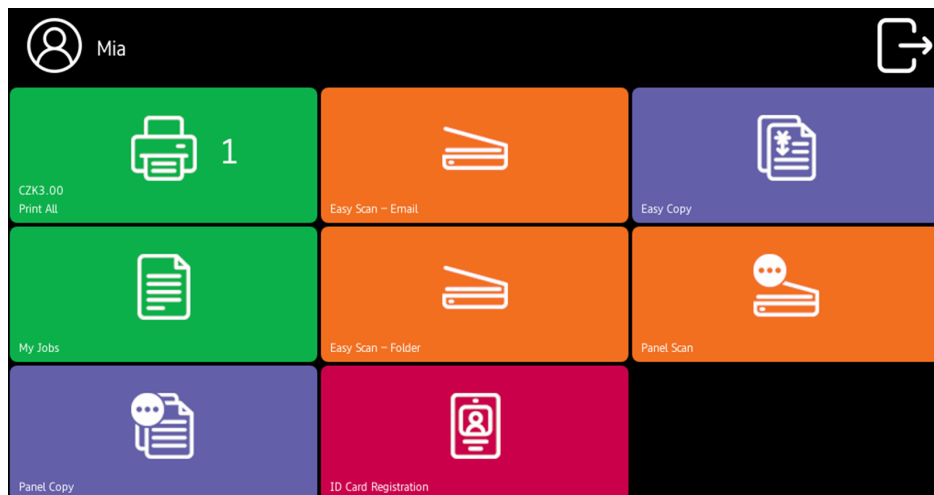 Mia
1
CZK3.00
Print All
Easy Scan – Email
Easy Copy
My Jobs
Easy Scan – Folder
Panel Scan
Panel Copy
ID Card Registration